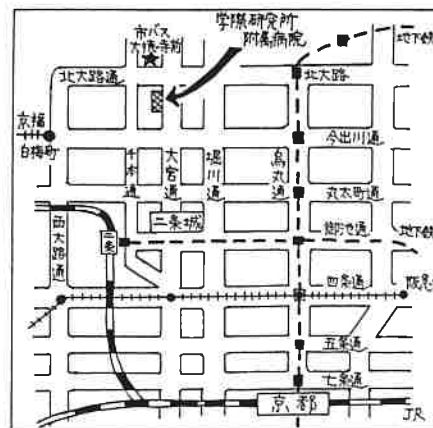 市バス
大徳寺前
学際研究所
附属病院
地下鉄
北大路通
北大路
京福
白梅町
今出川通
千本通
大宮通
堀川通
烏丸通
丸太町通
二条城
西大路通
二条
御池通
地下鉄
四条通
阪急
五条通
七条通
京都
JR